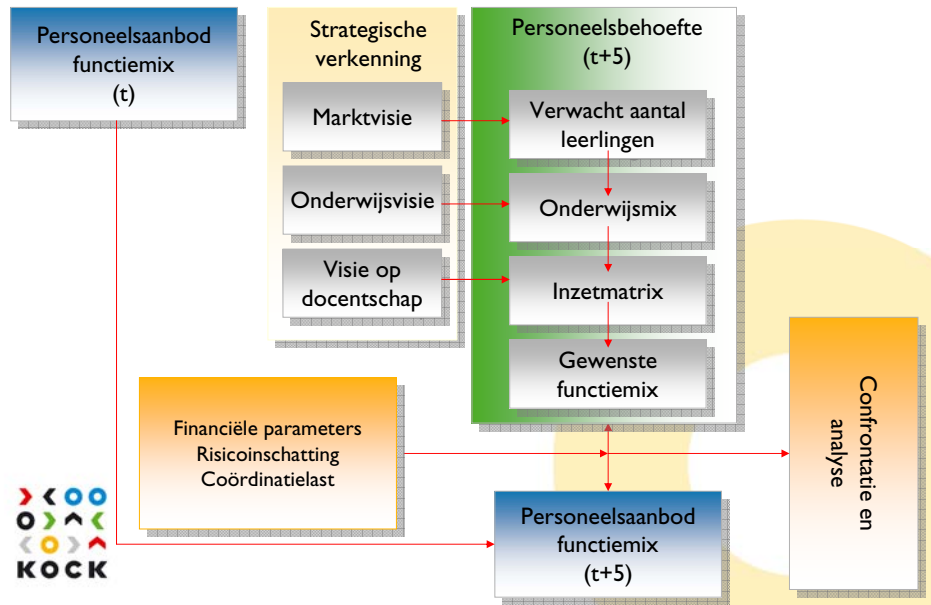 Personeelsaanbod
functiemix
(t)
Strategische
verkenning
Marktvisie
Onderwijsvisie
Visie op
docentschap
Personeelsbehoefte
(t+5)
Verwacht aantal
leerlingen
Onderwijsmix
Inzetmatrix
Gewenste
functiemix
Financiële parameters
Risicoinschatting
Coördinatielast
Personeelsaanbod
functiemix
(t+5)
Confrontatie en
analyse
KOCK